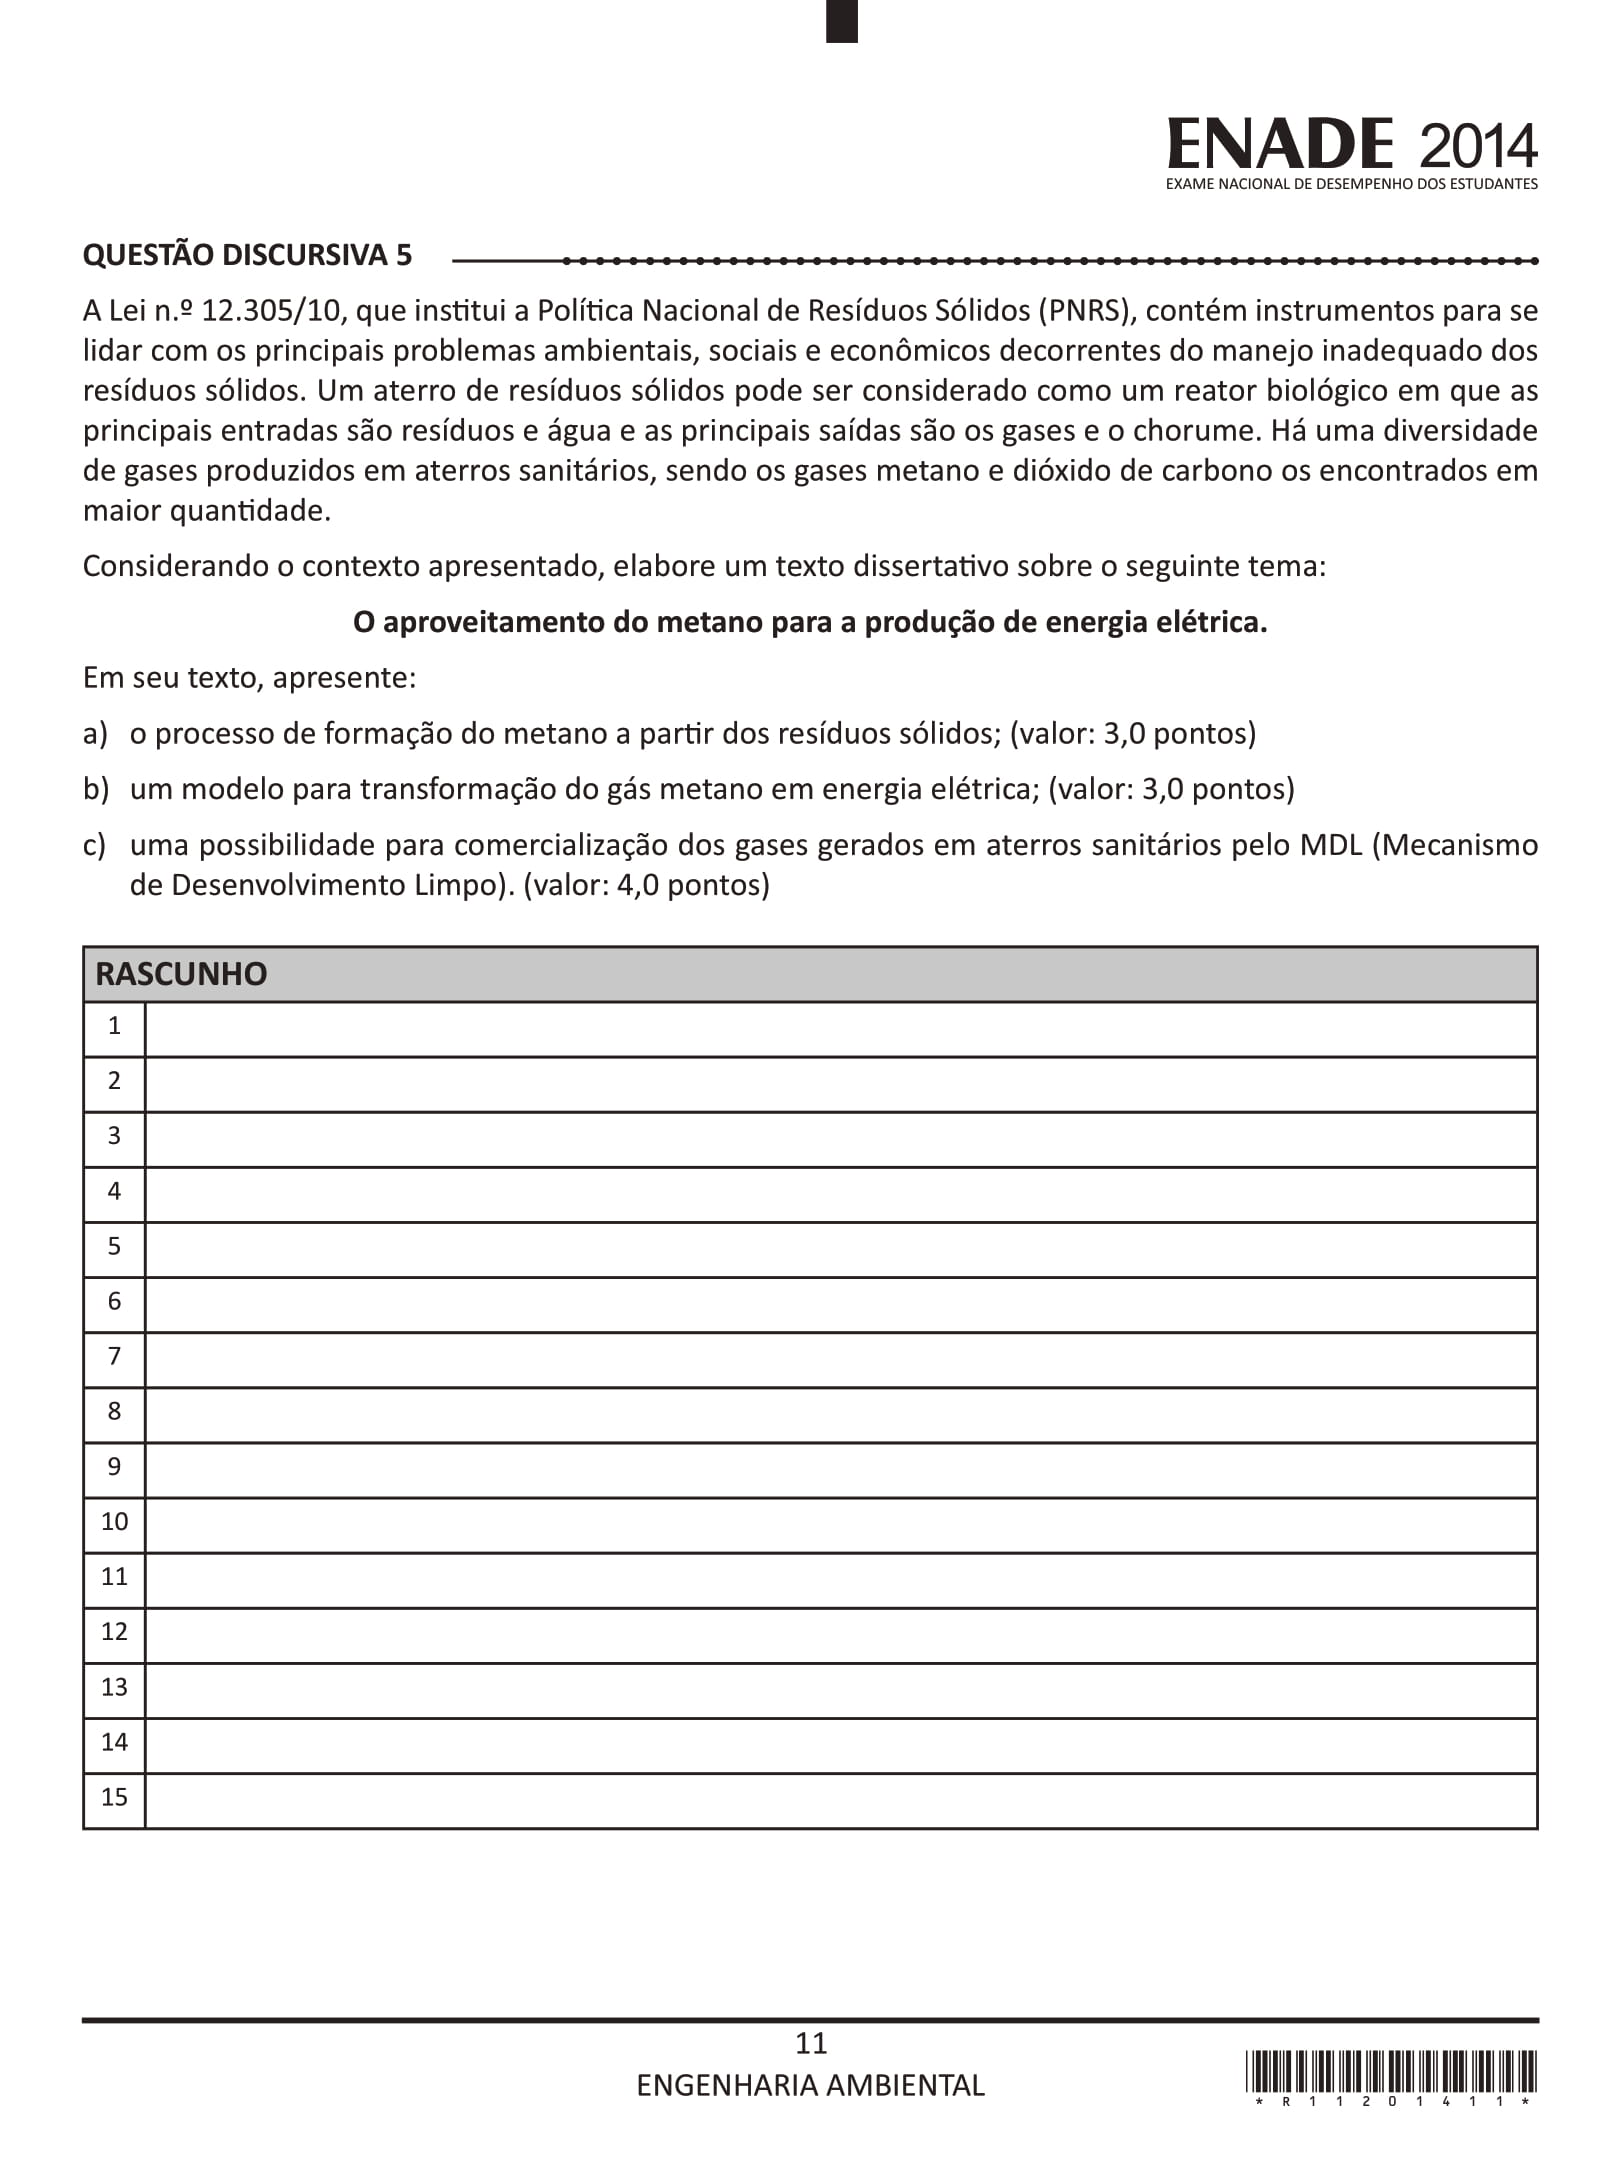 ENADE 2014
EXAME NACIONAL DE DESEMPENHO DOS ESTUDANTES
QUESTÃO DISCURSIVA 5
A Lei n.º 12.305/10, que institui a Política Nacional de Resíduos Sólidos (PNRS), contém instrumentos para se
lidar com os principais problemas ambientais, sociais e econômicos decorrentes do manejo inadequado dos
resíduos sólidos. Um aterro de resíduos sólidos pode ser considerado como um reator biológico em que as
principais entradas são resíduos e água e as principais saídas são os gases e o chorume. Há uma diversidade
de gases produzidos em aterros sanitários, sendo os gases metano e dióxido de carbono os encontrados em
maior quantidade.
Considerando o contexto apresentado, elabore um texto dissertativo sobre o seguinte tema:
O aproveitamento do metano para a produção de energia elétrica.
Em seu texto, apresente:
a) o processo de formação do metano a partir dos resíduos sólidos; (valor: 3,0 pontos)
b) um modelo para transformação do gás metano em energia elétrica; (valor: 3,0 pontos)
c) uma possibilidade para comercialização dos gases gerados em aterros sanitários pelo MDL (Mecanismo
de Desenvolvimento Limpo). (valor: 4,0 pontos)
RASCUNHO
1
2
3
4
5
6
7
8
9
10
11
12
13
14
15
11
ENGENHARIA AMBIENTAL
*R11201411*